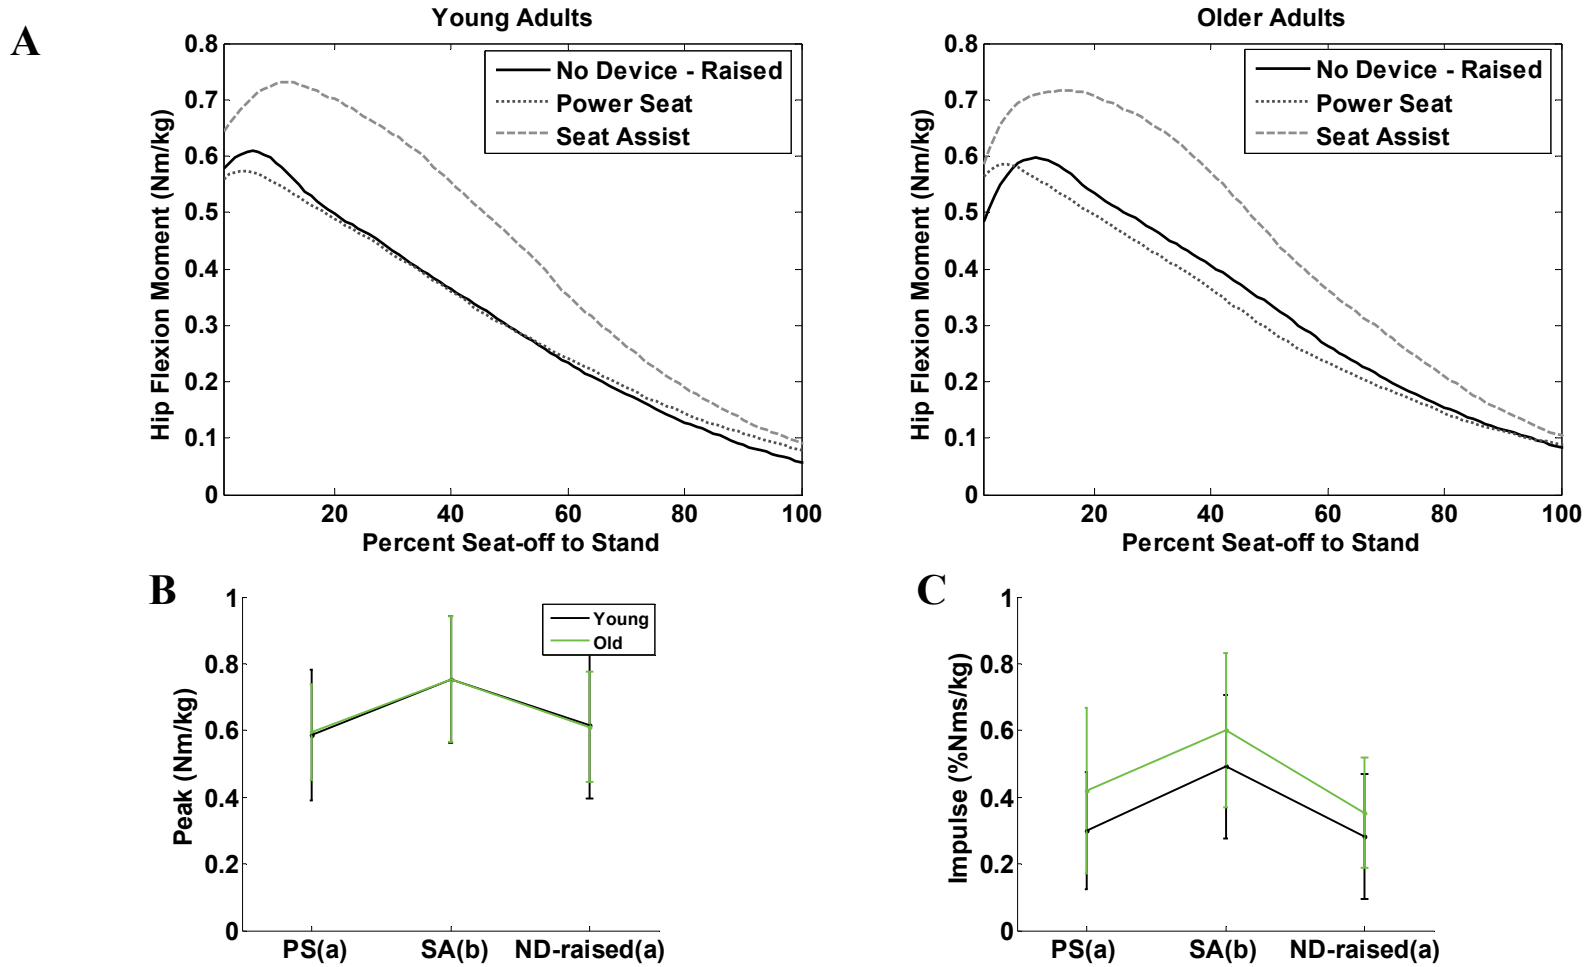 A
Young Adults
0.8
0.7
0.6
0.5
0.4
0.3
0.2
0.1
0
Hip Flexion Moment (Nm/kg)
No Device - Raised
Power Seat
Seat Assist
20 40 60 80 100
Percent Seat-off to Stand
Older Adults
0.8
0.7
0.6
0.5
0.4
0.3
0.2
0.1
0
Hip Flexion Moment (Nm/kg)
No Device - Raised
Power Seat
Seat Assist
20 40 60 80 100
Percent Seat-off to Stand
B
1
0.8
0.6
0.4
0.2
0
Peak (Nm/kg)
Young
Old
PS(a) SA(b) ND-raised(a)
C
1
0.8
0.6
0.4
0.2
0
Impulse (%Nms/kg)
PS(a) SA(b) ND-raised(a)